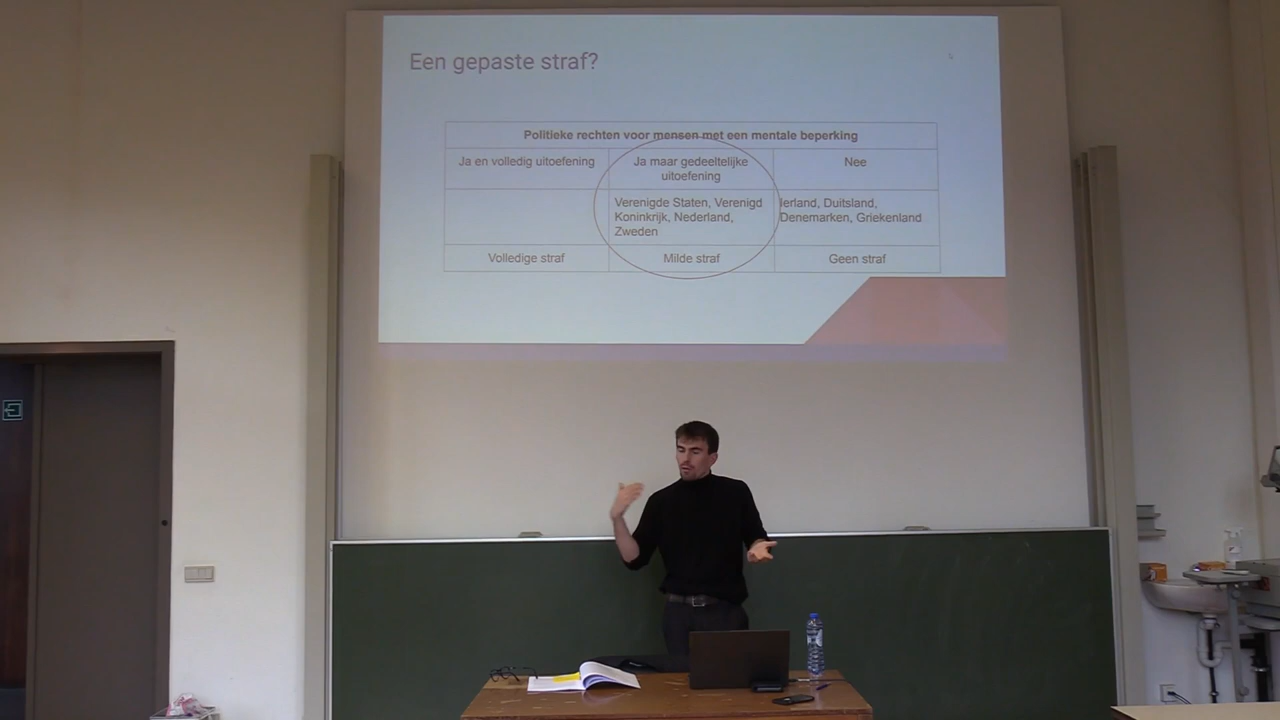 Een gepaste straf?
Politieke rechten voor mensen met een mentale beperking
Ja en volledig uitoefening
Ja maar gedeeltelijke
uitoefening
Nee
Verenigde Staten, Verenigd
Koninkrijk, Nederland,
Zweden
Ierland, Duitsland,
Denemarken, Griekenland
Volledige straf
Milde straf
Geen straf